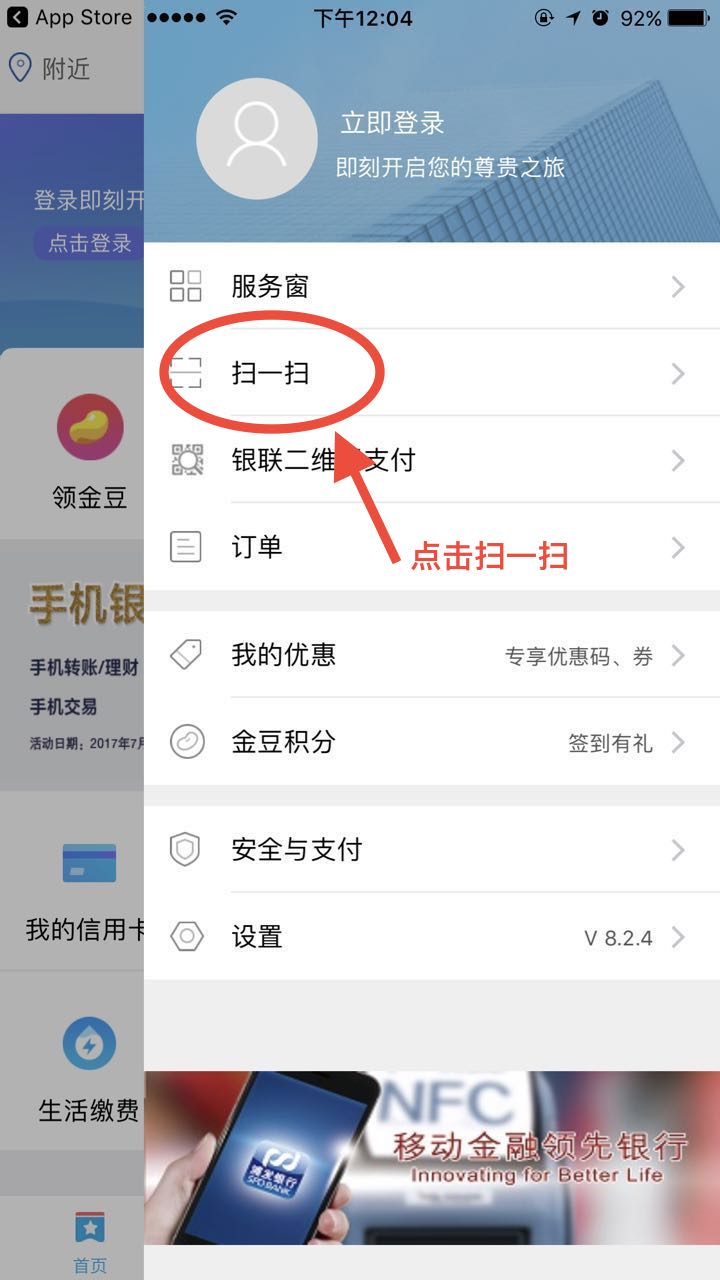 App Store
下午12:04
92%
附近
立即登录
即刻开启您的尊贵之旅
登录即刻开
点击登录
服务窗
扫一扫
银联二维 支付
订单
点击扫一扫
领金豆
手机银
手机转账/理财
手机交易
活动日期：2017年7月
我的优惠
专享优惠码、券
金豆积分
签到有礼
安全与支付
设置
V 8.2.4
我的信用卡
生活缴费
首页
NFC
移动金融领先银行
Innovating for Better Life
浦发银行
SPD BANK